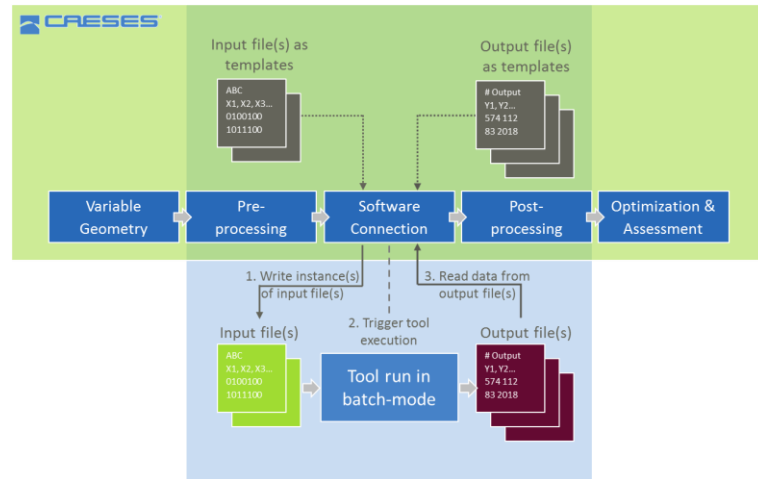 CAESES
Input file(s) as
templates
ABC
X1, X2, X3...
0100100
1011100
Output file(s)
as templates
# Output
Y1, Y2...
574 112
83 2018
Variable
Geometry
Pre-
processing
Software
Connection
Post-
processing
Optimization &
Assessment
1. Write instance(s)
of input file(s)
2. Trigger tool
execution
3. Read data from
output file(s)
Input file(s)
ABC
X1, X2, X3...
0100100
1011100
Tool run in
batch-mode
Output file(s)
# Output
Y1, Y2...
574 112
83 2018